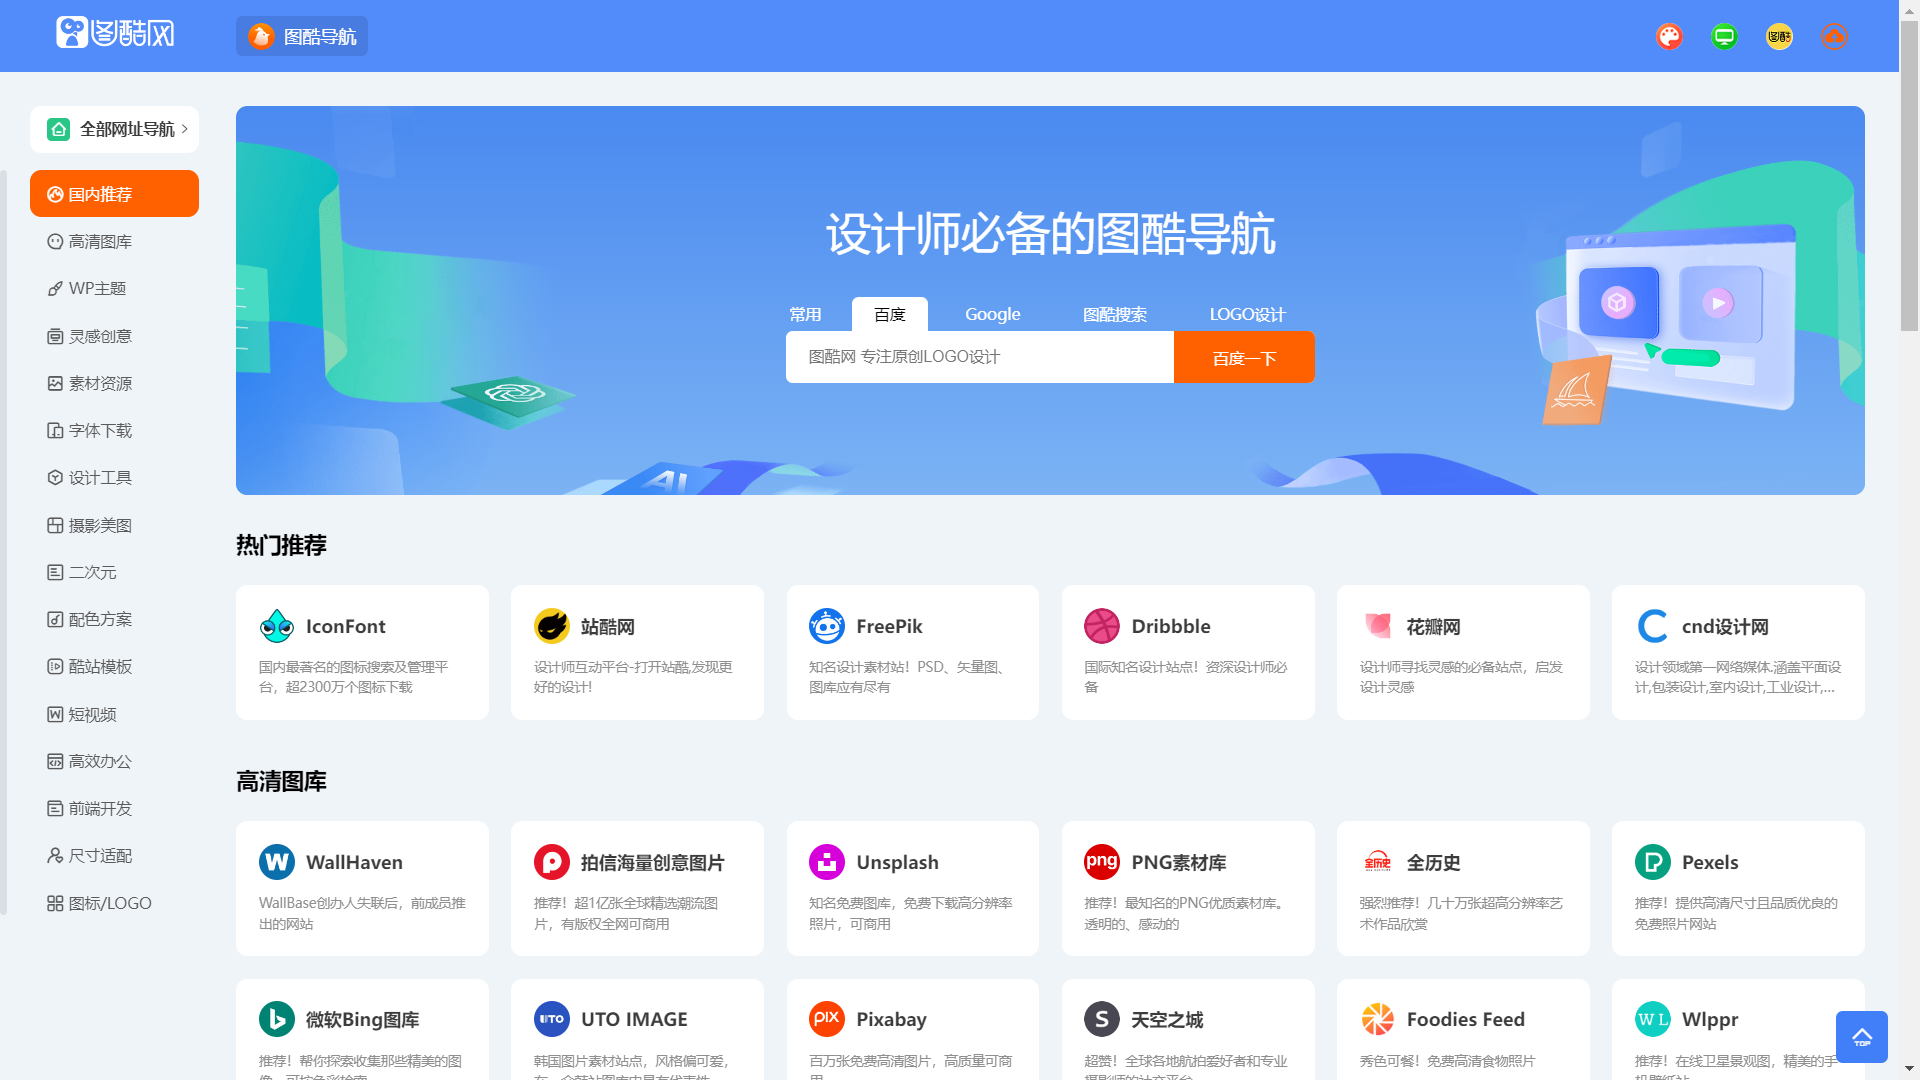 图酷网
图酷导航
图酷
全部网址导航
国内推荐
高清图库
WP主题
灵感创意
素材资源
字体下载
设计工具
摄影美图
二次元
配色方案
酷站模板
短视频
高效办公
前端开发
尺寸适配
图标/LOGO
设计师必备的图酷导航
常用 百度 Google 图酷搜索 LOGO设计
图酷网 专注原创LOGO设计 百度一下
AI
热门推荐
IconFont
国内最著名的图标搜索及管理平
台，超2300万个图标下载
站酷网
设计师互动平台-打开站酷,发现更
好的设计!
FreePik
知名设计素材站！PSD、矢量图、
图库应有尽有
Dribbble
国际知名设计站点！资深设计师必
备
花瓣网
设计师寻找灵感的必备站点，启发
设计灵感
cnd设计网
设计领域第一网络媒体.涵盖平面设
计,包装设计,室内设计,工业设计,...
高清图库
WallHaven
WallBase创办人失联后，前成员推
出的网站
拍信海量创意图片
推荐！超1亿张全球精选潮流图
片，有版权全网可商用
Unsplash
知名免费图库，免费下载高分辨率
照片，可商用
png PNG素材库
推荐！最知名的PNG优质素材库。
透明的、感动的
全历史 全历史
强烈推荐！几十万张超高分辨率艺
术作品欣赏
Pexels
推荐！提供高清尺寸且品质优良的
免费照片网站
微软Bing图库
推荐！帮你探索收集那些精美的图
UTO UTO IMAGE
韩国图片素材站点，风格偏可爱，
PIX Pixabay
百万张免费高清图片，高质量可商
用
S 天空之城
超赞！全球各地航拍爱好者和专业
摄影师的社交平台
Foodies Feed
秀色可餐！免费高清食物照片
WL Wlppr
推荐！在线卫星景观图，精美的手
机壁纸站
TOP